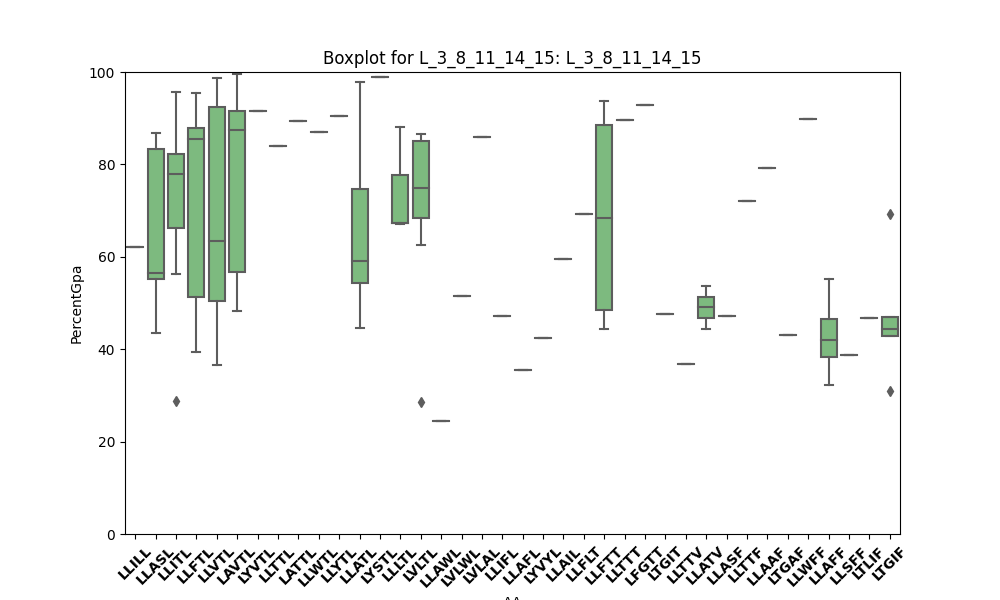 Boxplot for L_3_8_11_14_15: L_3_8_11_14_15
PercentGpa
100
80
60
40
20
0
LLILL
LLASL
LLITL
LLFTL
LLVTL
LAVTL
LYVTL
LLTTL
LATTL
LLWTL
LLYTL
LLATL
LYSTL
LLLTL
LVLTL
LLAWL
LVLWL
LVLAL
LLIFL
LLAFL
LYVYL
LLAIL
LLFLT
LLFTT
LLTTT
LFGTT
LTGIT
LLTTV
LLATV
LLASF
LLTTF
LLAAF
LTGAF
LLWFF
LLAFF
LLSFF
LTLIF
LTGIF